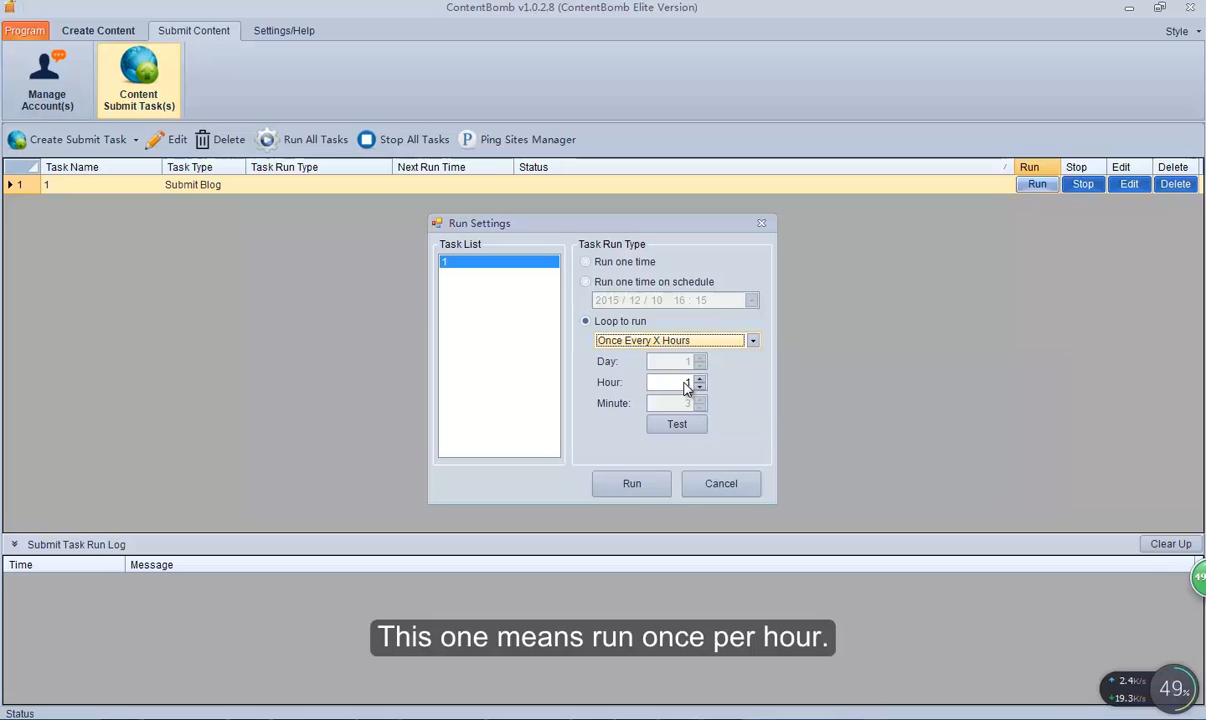 ContentBomb v1.0.2.8 (ContentBomb Elite Version)
Program Create Content Submit Content Settings/Help Style
Manage Account(s)
Content Submit Task(s)
Create Submit Task Edit Delete Run All Tasks Stop All Tasks P Ping Sites Manager
Task Name Task Type Task Run Type Next Run Time Status Run Stop Edit Delete
1 1 Submit Blog Run Stop Edit Delete
Run Settings
Task List Task Run Type
1 Run one time
Run one time on schedule
2015 / 12 / 10 16 : 15
Loop to run
Once Every X Hours
Day: 1
Hour: 1
Minute: 3
Test
Run Cancel
Submit Task Run Log Clear Up
Time Message
49
This one means run once per hour.
2.4K/s
19.3K/s
49%
Status